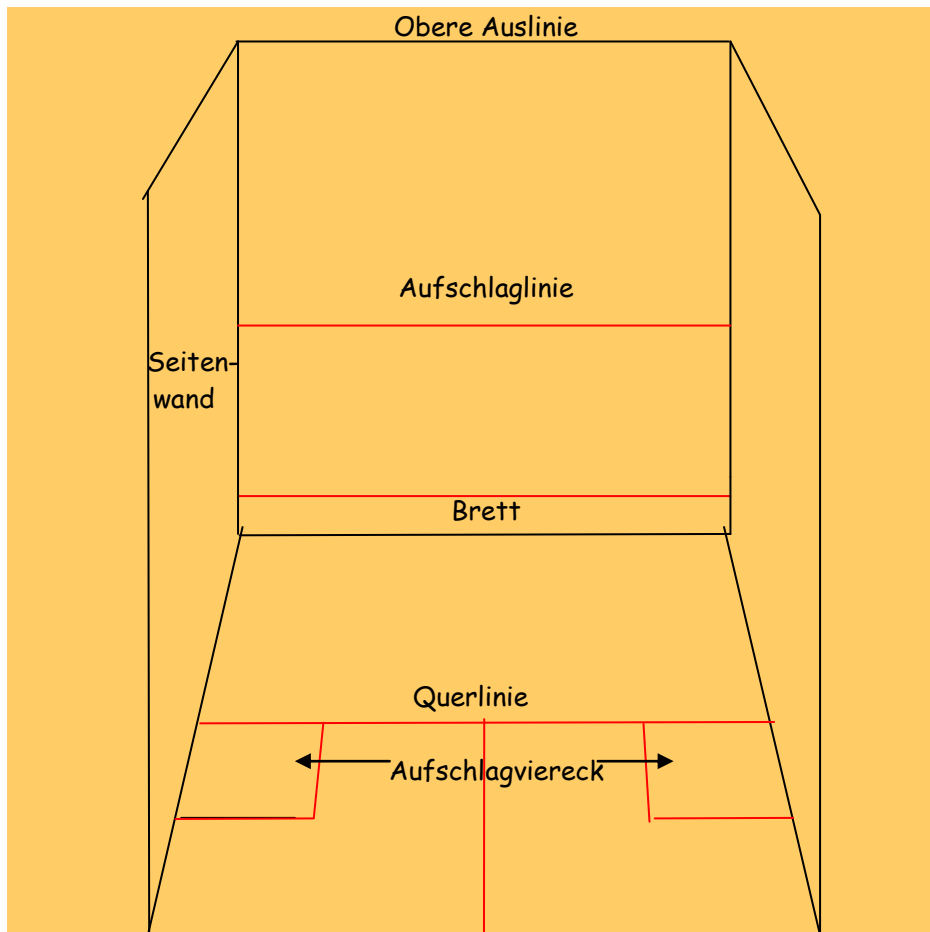 Obere Auslinie
Aufschlaglinie
Seiten-
wand
Brett
Querlinie
Aufschlagviereck